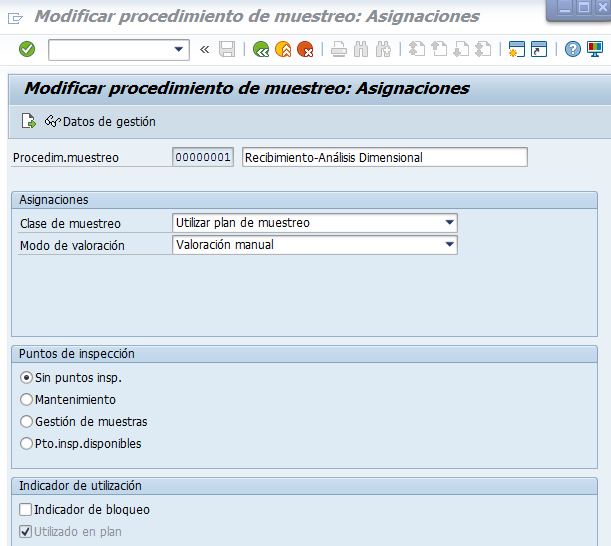 Modificar procedimiento de muestreo: Asignaciones
Modificar procedimiento de muestreo: Asignaciones
Datos de gestión
Procedim.muestreo 00000001 Recibimiento-Análisis Dimensional
Asignaciones
Clase de muestreo Utilizar plan de muestreo
Modo de valoración Valoración manual
Puntos de inspección
Sin puntos insp.
Mantenimiento
Gestión de muestras
Pto.insp.disponibles
Indicador de utilización
Indicador de bloqueo
Utilizado en plan